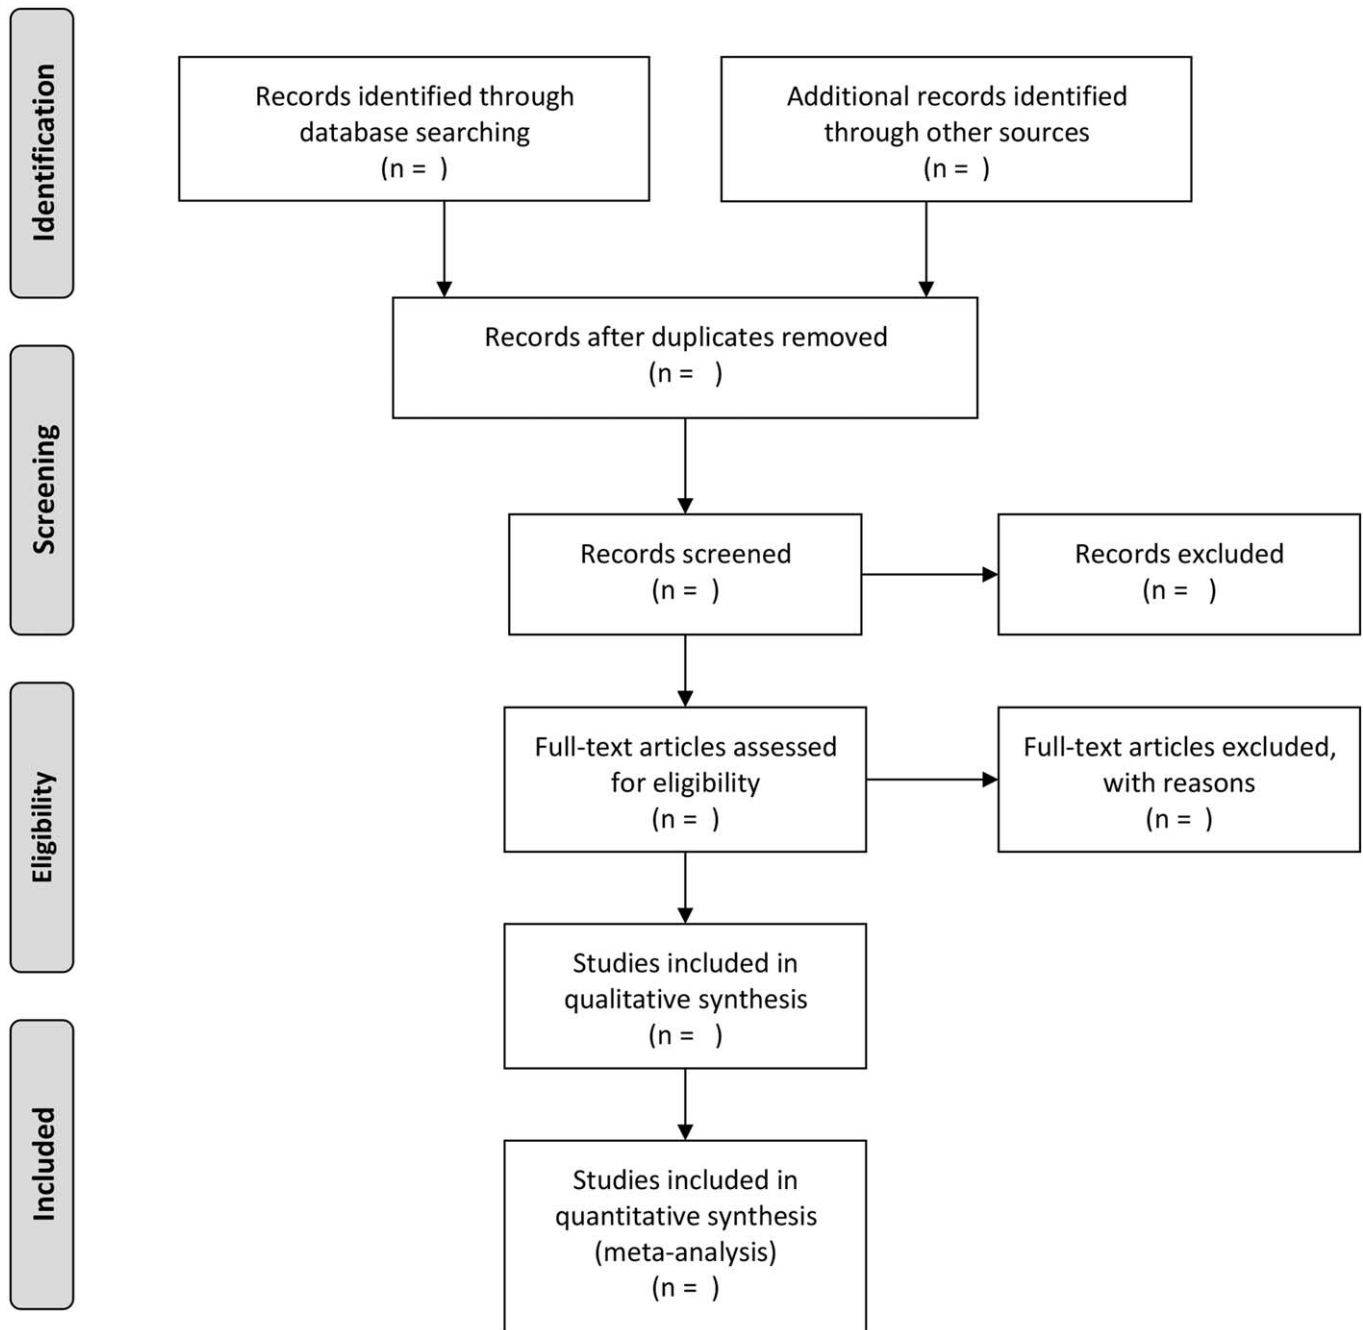 Identification
Records identified through
database searching
(n =  )
Additional records identified
through other sources
(n =  )
Records after duplicates removed
(n =   )
Screening
Records screened
(n =  )
Records excluded
(n =   )
Eligibility
Full-text articles assessed
for eligibility
(n =  )
Full-text articles excluded,
with reasons
(n =  )
Studies included in
qualitative synthesis
(n =   )
Included
Studies included in
quantitative synthesis
(meta-analysis)
(n =  )